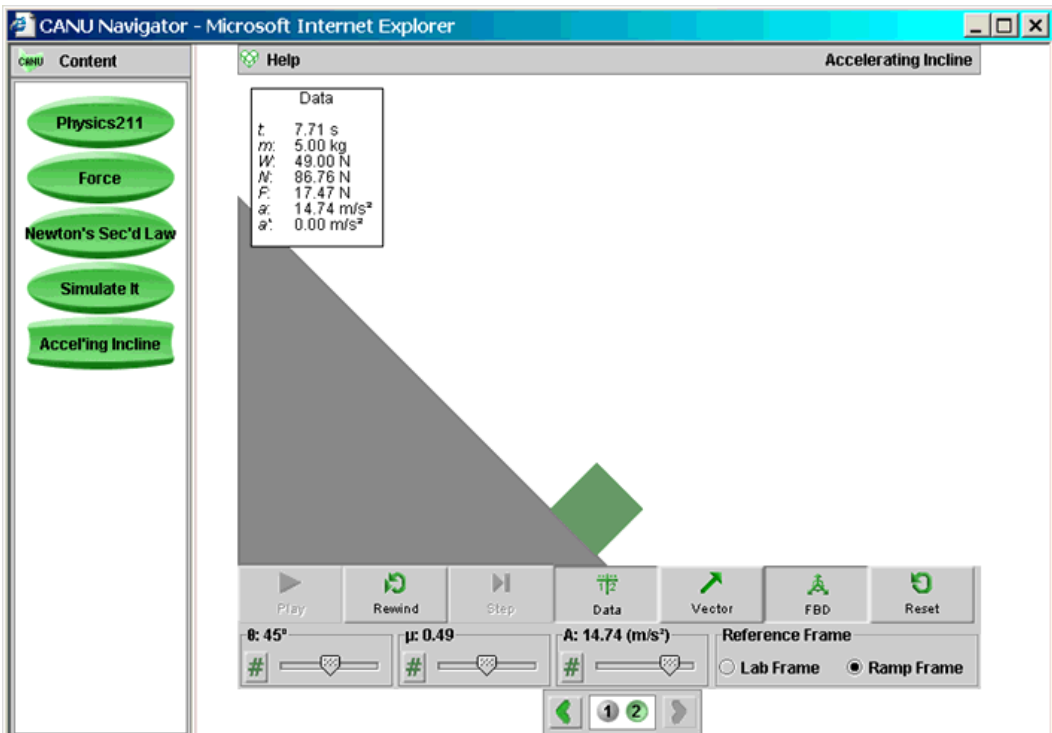 CANU Navigator - Microsoft Internet Explorer
CANU Content
Help
Accelerating Incline
Physics211
Force
Newton's Sec'd Law
Simulate It
Accel'ing Incline
Data
t: 7.71 s
m: 5.00 kg
W: 49.00 N
N: 86.76 N
F: 17.47 N
a: 14.74 m/s²
a': 0.00 m/s²
Play
Rewind
Step
Data
Vector
FBD
Reset
θ: 45°
μ: 0.49
A: 14.74 (m/s²)
Reference Frame
#
#
#
Lab Frame
Ramp Frame
1 2